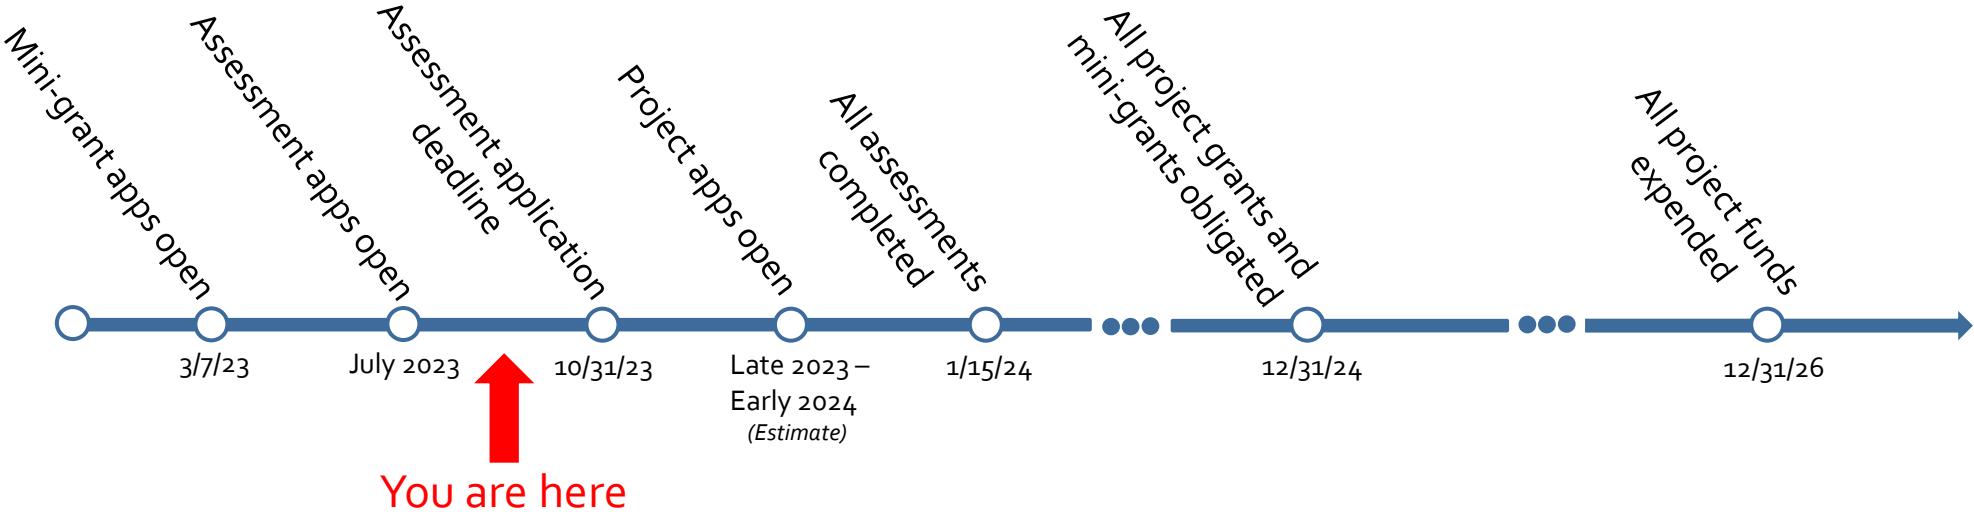 Mini-grant apps open
Assessment apps open
Assessment application
deadline
Project apps open
All assessments
completed
All project grants and
mini-grants obligated
All project funds
expended
3/7/23
July 2023
10/31/23
Late 2023 –
Early 2024
(Estimate)
1/15/24
12/31/24
12/31/26
You are here